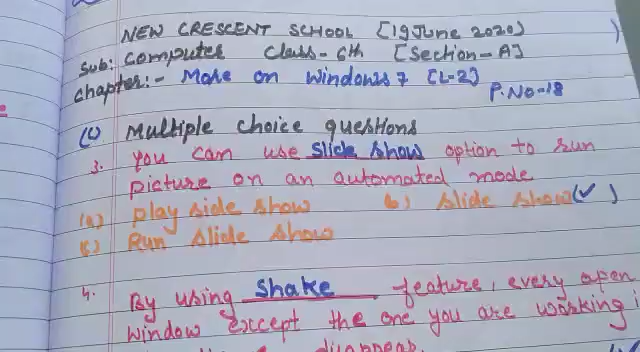 NEW CRESCENT SCHOOL [19 June 2020]
Sub: Computer Class-6th [Section-A]
Chapter:- More on Windows 7 [L-2]
P.No-18
(C) Multiple choice questions
3. You can use slide show option to run
picture on an automated mode
(a) play side show b) slide show(✓)
(c) Run slide show
4. By using shake feature, every open
window except the one you are working
disappear.